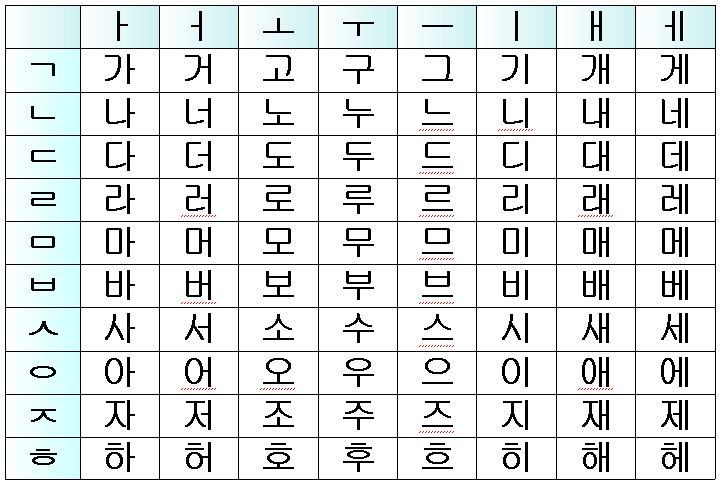 ㅏ ㅓ ㅗ ㅜ ㅡ ㅣ ㅐ ㅔ
ㄱ 가 거 고 구 그 기 개 게
ㄴ 나 너 노 누 느 니 내 네
ㄷ 다 더 도 두 드 디 대 데
ㄹ 라 러 로 루 르 리 래 레
ㅁ 마 머 모 무 므 미 매 메
ㅂ 바 버 보 부 브 비 배 베
ㅅ 사 서 소 수 스 시 새 세
ㅇ 아 어 오 우 으 이 애 에
ㅈ 자 저 조 주 즈 지 재 제
ㅎ 하 허 호 후 흐 히 해 헤